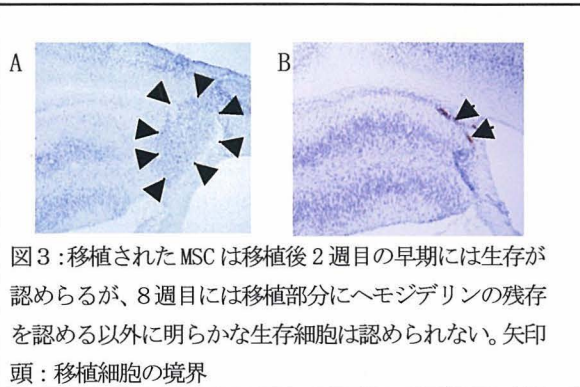 A
B
図３：移植された MSC は移植後 2 週目の早期には生存が
認めらるが、８週目には移植部分にヘモジデリンの残存
を認める以外に明らかな生存細胞は認められない。矢印
頭：移植細胞の境界